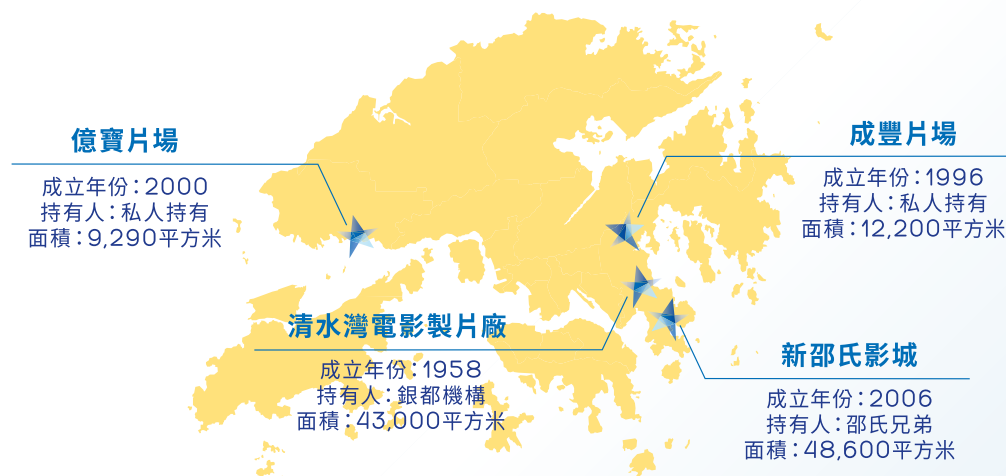 億寶片場
成立年份：2000
持有人：私人持有
面積：9,290平方米
成豐片場
成立年份：1996
持有人：私人持有
面積：12,200平方米
清水灣電影製片廠
成立年份：1958
持有人：銀都機構
面積：43,000平方米
新邵氏影城
成立年份：2006
持有人：邵氏兄弟
面積：48,600平方米